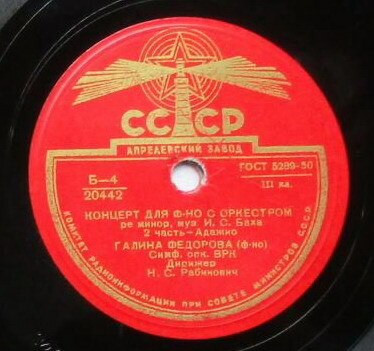 СССР
АПРЕЛЕВСКИЙ ЗАВОД
ГОСТ 5289-50
Б-4
20442
III кл.
КОНЦЕРТ ДЛЯ Ф-НО С ОРКЕСТРОМ
ре минор, муз И. С. Баха
2 часть-Адажио
ГАЛИНА ФЕДОРОВА (ф-но)
Симф. орк. ВРК
Дирижер
Н. С. Рабинович
КОМИТЕТ РАДИОИНФОРМАЦИИ ПРИ СОВЕТЕ МИНИСТРОВ СССР